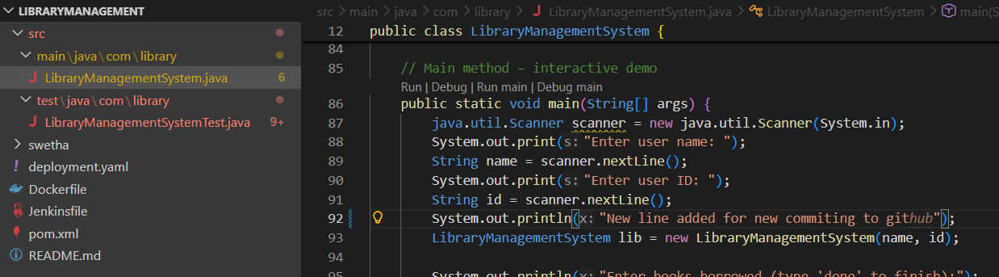 LIBRARYMANAGEMENT
src
main\java\com\library
LibraryManagementSystem.java 6
test\java\com\library
LibraryManagementSystemTest.java 9+
swetha
deployment.yaml
Dockerfile
Jenkinsfile
pom.xml
README.md
src > main > java > com > library > LibraryManagementSystem.java > LibraryManagementSystem > main(S
12 public class LibraryManagementSystem {
84
85 // Main method – interactive demo
Run | Debug | Run main | Debug main
86 public static void main(String[] args) {
87 java.util.Scanner scanner = new java.util.Scanner(System.in);
88 System.out.print(s: "Enter user name: ");
89 String name = scanner.nextLine();
90 System.out.print(s: "Enter user ID: ");
91 String id = scanner.nextLine();
92 System.out.println(x: "New line added for new commiting to github");
93 LibraryManagementSystem lib = new LibraryManagementSystem(name, id);
94
System.out.println(x: "Enter books borrowed (type 'done' to finish):");